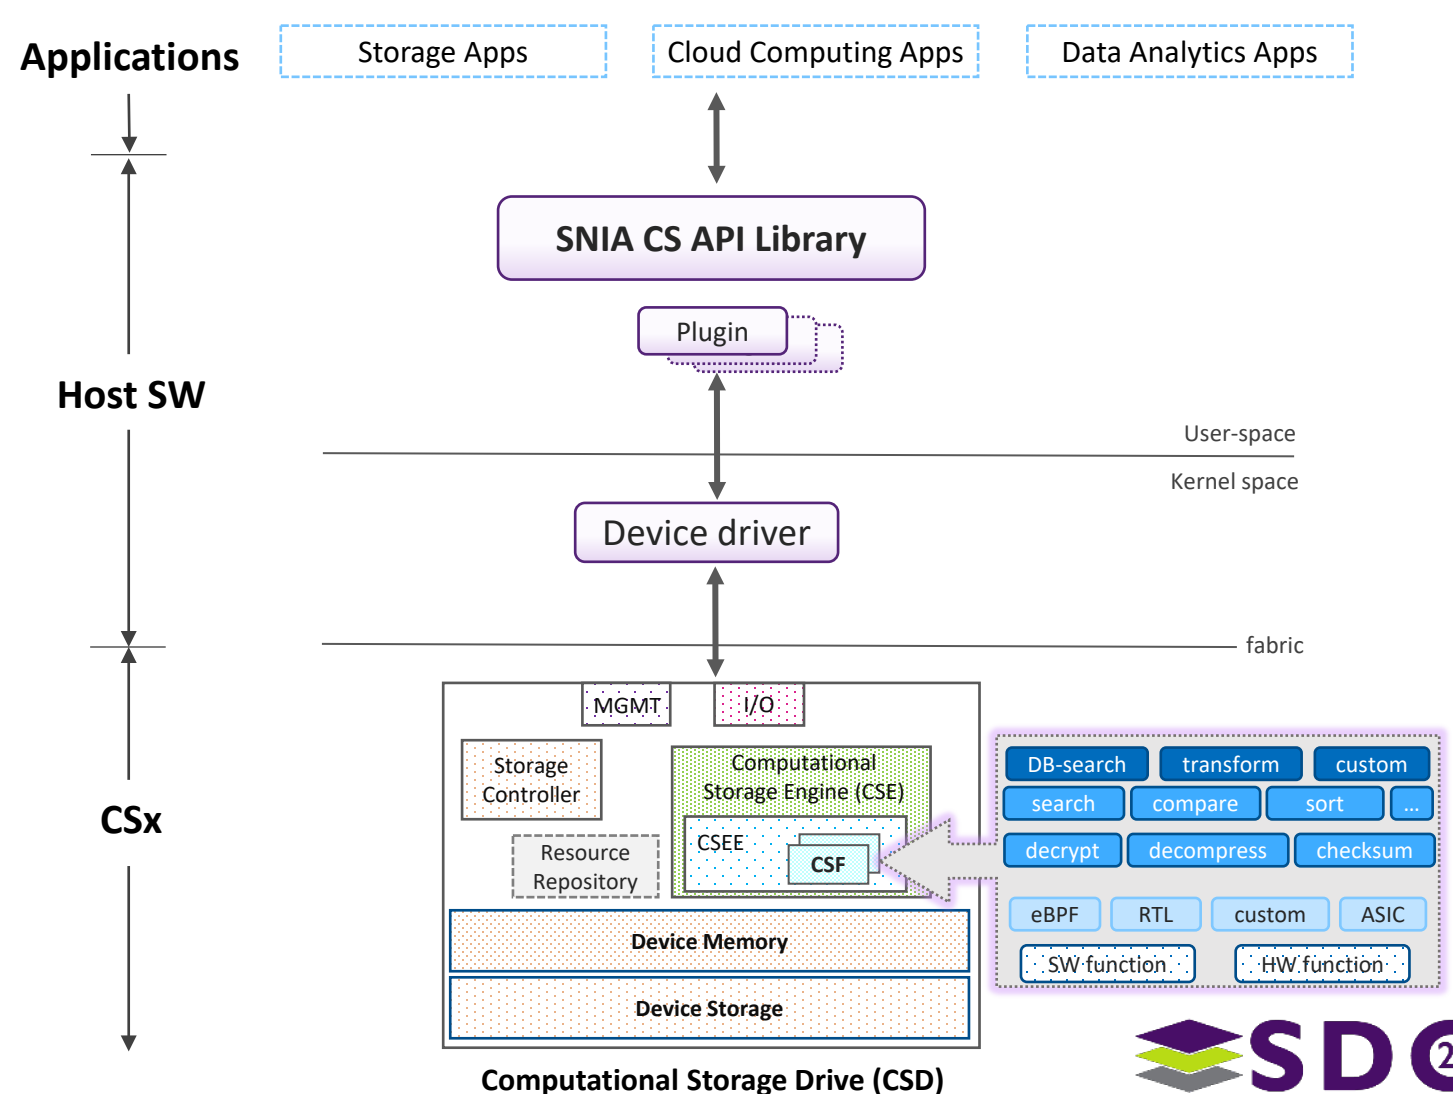 Applications
Storage Apps
Cloud Computing Apps
Data Analytics Apps
SNIA CS API Library
Plugin
Host SW
User-space
Kernel space
Device driver
fabric
MGMT
I/O
Storage
Controller
Computational
Storage Engine (CSE)
CSEE
CSF
Resource
Repository
CSx
Device Memory
Device Storage
DB-search
transform
custom
search
compare
sort
...
decrypt
decompress
checksum
eBPF
RTL
custom
ASIC
SW function
HW function
Computational Storage Drive (CSD)
SDC 2